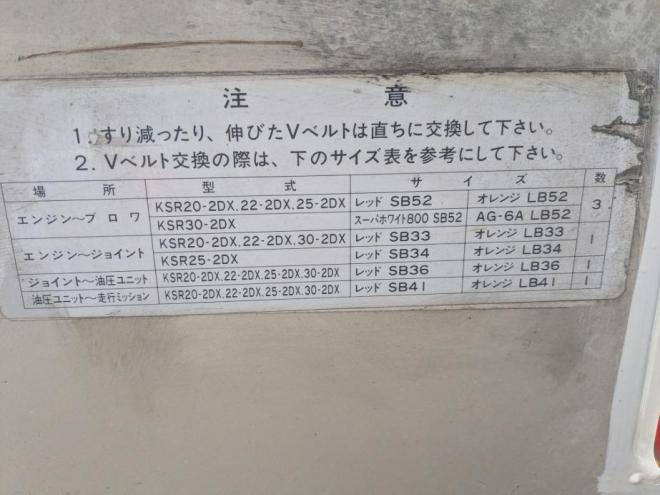 注 意
1. すり減ったり、伸びたVベルトは直ちに交換して下さい。
2. Vベルト交換の際は、下のサイズ表を参考にして下さい。
場所 型式 サイズ 数
エンジン〜ブロワ KSR20-2DX.22-2DX.25-2DX レッド SB52 オレンジ LB52 3
KSR30-2DX スーパホワイト800 SB52 AG-6A LB52
エンジン〜ジョイント KSR20-2DX.22-2DX.30-2DX レッド SB33 オレンジ LB33 1
KSR25-2DX レッド SB34 オレンジ LB34
ジョイント〜油圧ユニット KSR20-2DX.22-2DX.25-2DX.30-2DX レッド SB36 オレンジ LB36 1
油圧ユニット〜走行ミッション KSR20-2DX.22-2DX.25-2DX.30-2DX レッド SB41 オレンジ LB41 1